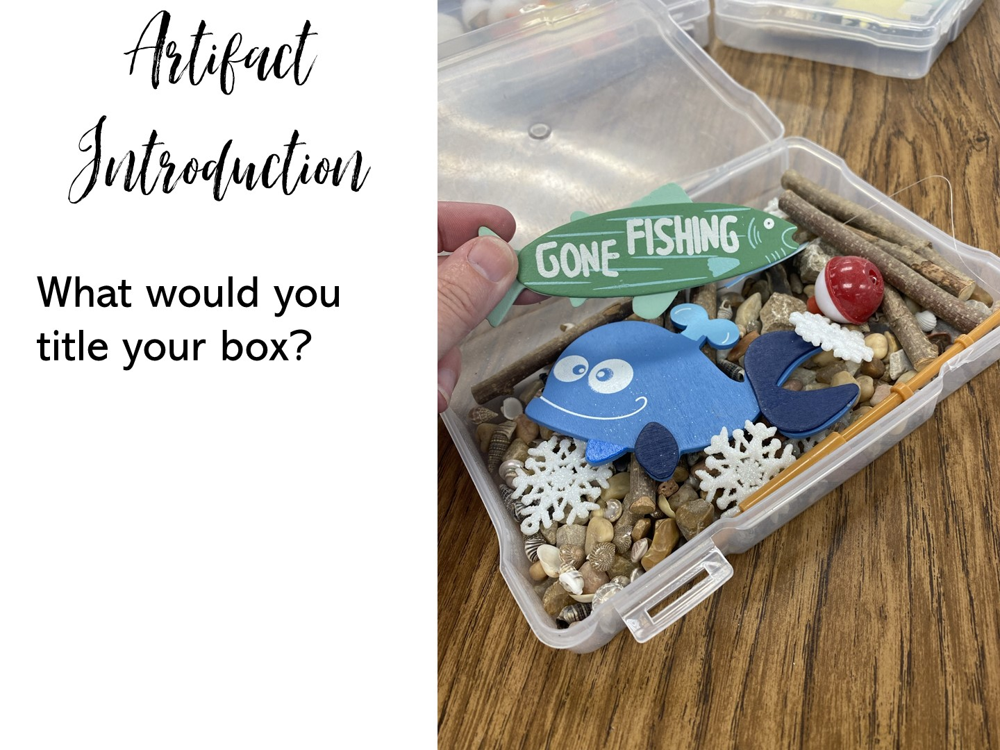 Artifact
Introduction
What would you
title your box?
GONE FISHING